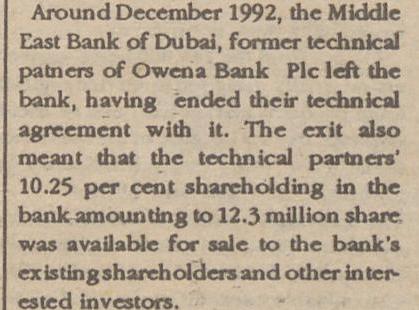 Around December 1992, the Middle
East Bank of Dubai, former technical
patners of Owena Bank Plc left the
bank, having ended their technical
agreement with it. The exit also
meant that the technical partners'
10.25 per cent shareholding in the
bank amounting to 12.3 million share
was available for sale to the bank's
existing shareholders and other inter-
ested investors.